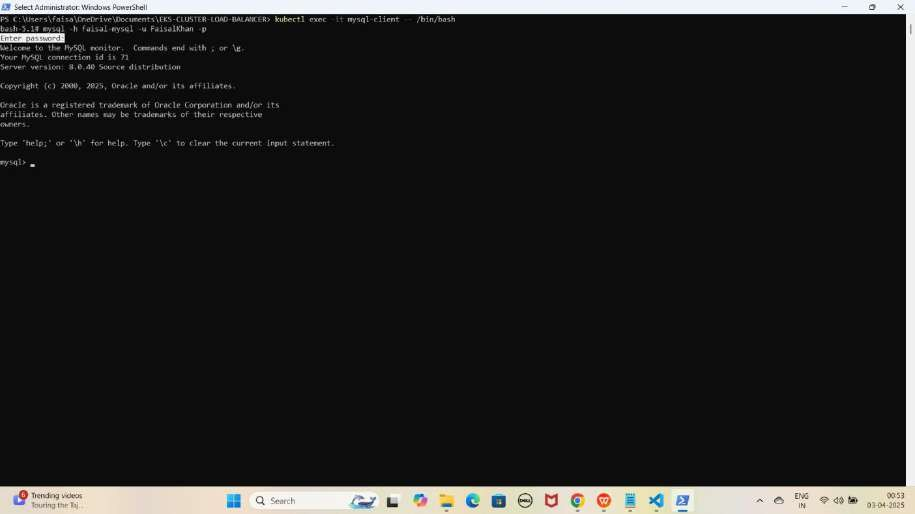 Select Administrator: Windows PowerShell
PS C:\Users\faisa\OneDrive\Documents\EKS-CLUSTER-LOAD-BALANCER> kubectl exec -it mysql-client -- /bin/bash
bash-5.1# mysql -h faisal-mysql -u FaisalKhan -p
Enter password:
Welcome to the MySQL monitor.  Commands end with ; or \g.
Your MySQL connection id is 71
Server version: 8.0.40 Source distribution
Copyright (c) 2000, 2025, Oracle and/or its affiliates.
Oracle is a registered trademark of Oracle Corporation and/or its
affiliates. Other names may be trademarks of their respective
owners.
Type 'help;' or '\h' for help. Type '\c' to clear the current input statement.
mysql>
6
Trending videos
Touring the Taj...
Search
DELL
W
ENG
IN
00:53
03-04-2025